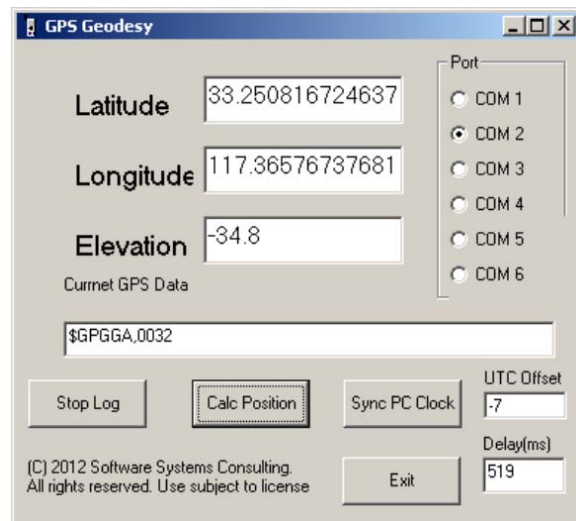 GPS Geodesy
Latitude
33.250816724637
Longitude
117.36576737681
Elevation
-34.8
Port
COM 1
COM 2
COM 3
COM 4
COM 5
COM 6
Currnet GPS Data
$GPGGA,0032
Stop Log
Calc Position
Sync PC Clock
UTC Offset
-7
(C) 2012 Software Systems Consulting.
All rights reserved. Use subject to license
Exit
Delay(ms)
519